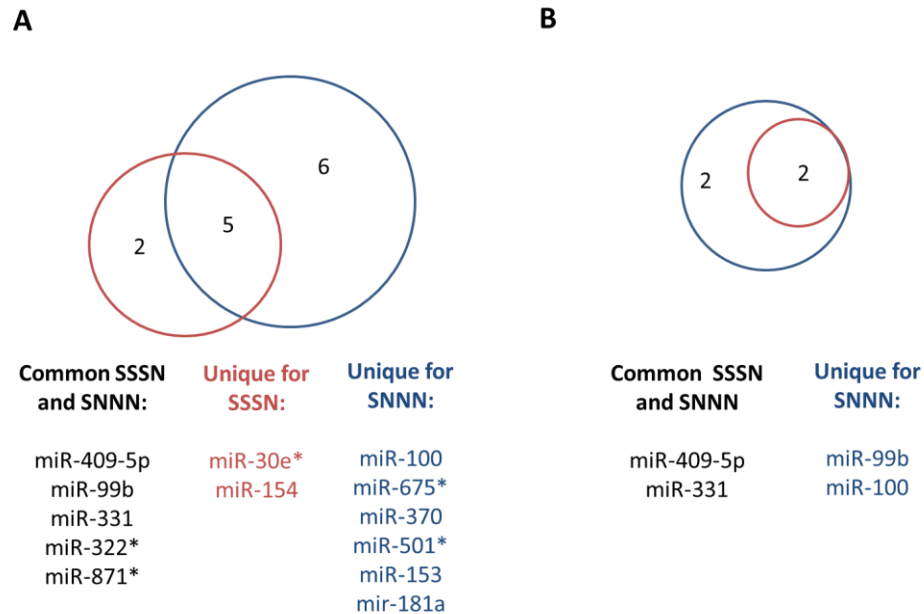 A
6
5
2
Common SSSN
and SNNN:
miR-409-5p
miR-99b
miR-331
miR-322*
miR-871*
Unique for
SSSN:
miR-30e*
miR-154
Unique for
SNNN:
miR-100
miR-675*
miR-370
miR-501*
miR-153
mir-181a
B
2
2
Common SSSN
and SNNN
miR-409-5p
miR-331
Unique for
SNNN:
miR-99b
miR-100